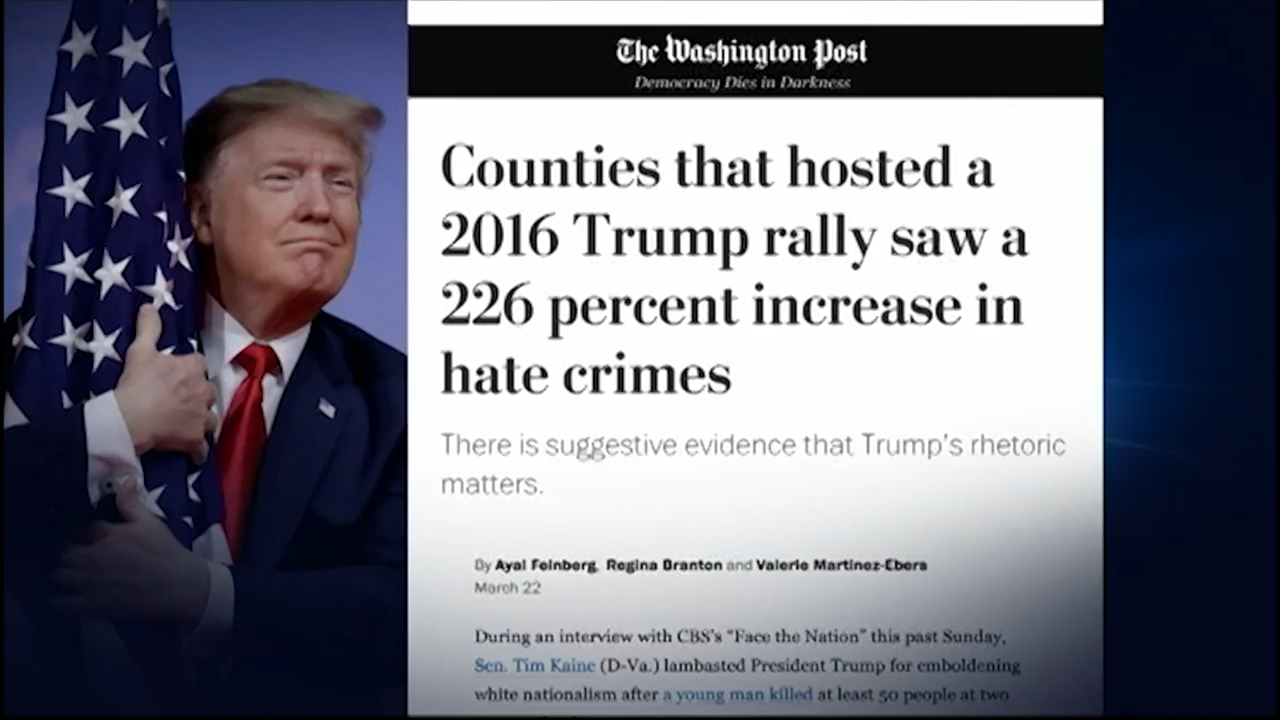 The Washington Post
Democracy Dies in Darkness
Counties that hosted a
2016 Trump rally saw a
226 percent increase in
hate crimes
There is suggestive evidence that Trump's rhetoric
matters.
By Ayal Feinberg, Regina Branton and Valerie Martinez-Ebers
March 22
During an interview with CBS's "Face the Nation" this past Sunday,
Sen. Tim Kaine (D-Va.) lambasted President Trump for emboldening
white nationalism after a young man killed at least 50 people at two